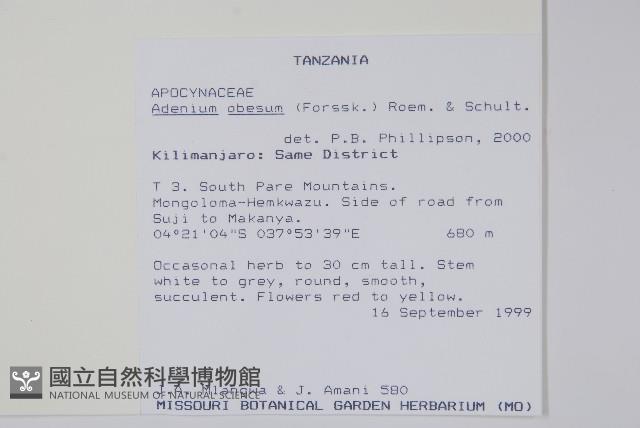 TANZANIA
APOCYNACEAE
Adenium obesum (Forssk.) Roem. & Schult.
det. P.B. Phillipson, 2000
Kilimanjaro: Same District
T 3. South Pare Mountains.
Mongoloma-Hemkwazu. Side of road from
Suji to Makanya.
04°21'04"S 037°53'39"E 680 m
Occasonal herb to 30 cm tall. Stem
white to grey, round, smooth,
succulent. Flowers red to yellow.
16 September 1999
國立自然科學博物館
NATIONAL MUSEUM OF NATURAL SCIENCE
Mlangwa & J. Amani 580
MISSOURI BOTANICAL GARDEN HERBARIUM (MO)